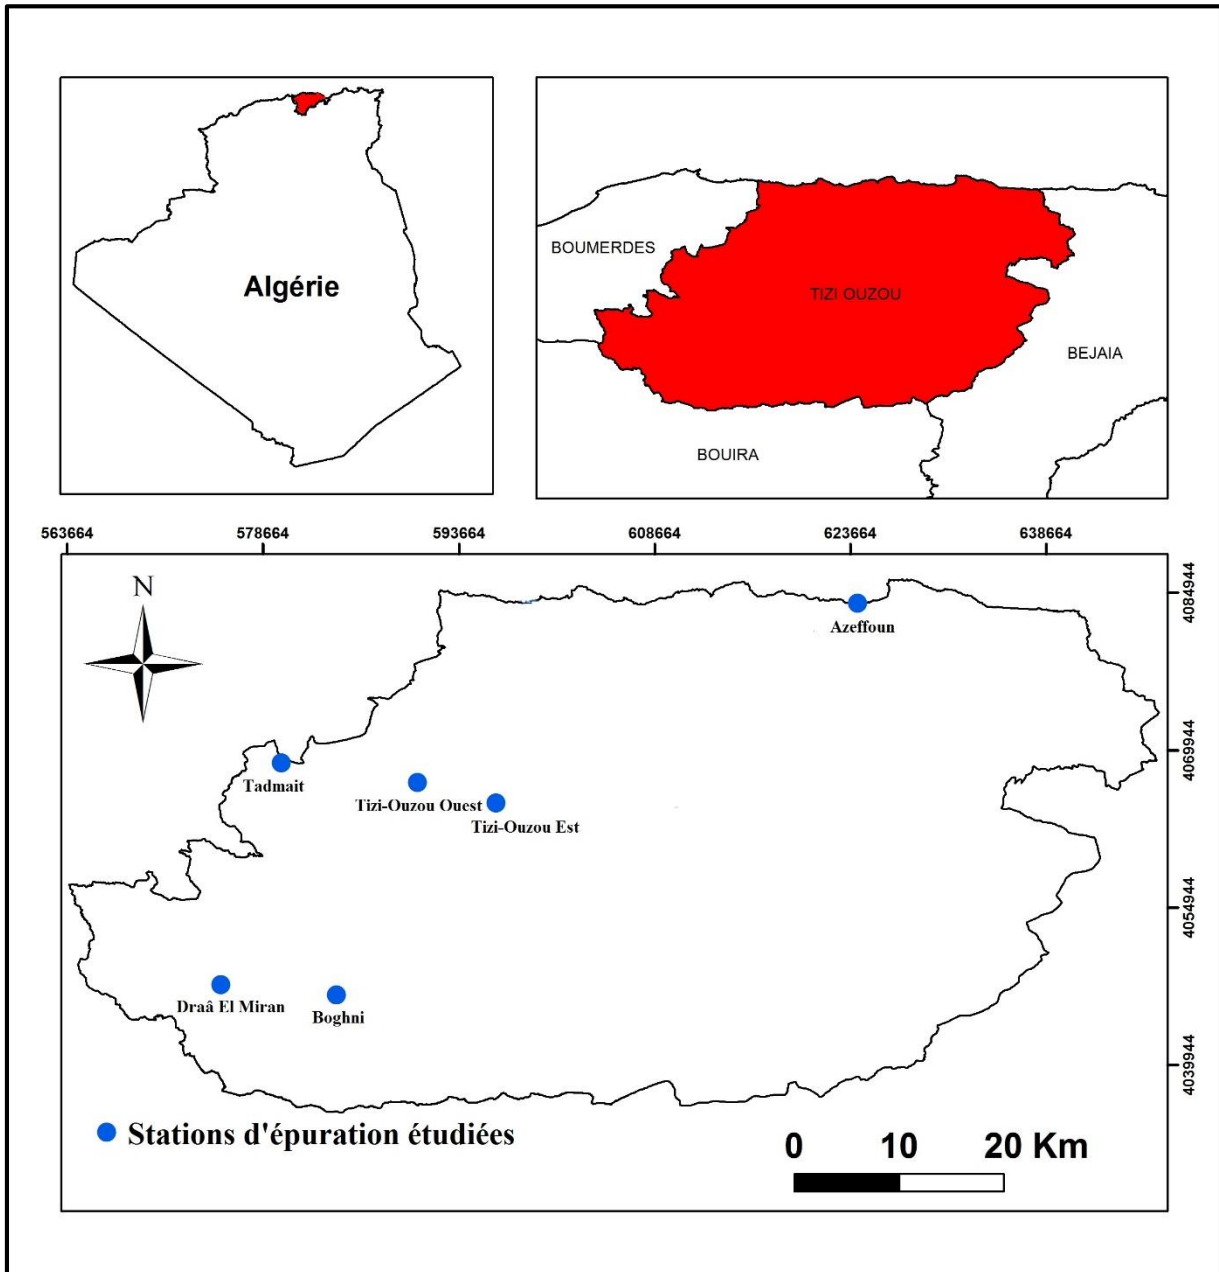 Algérie
BOUMERDES
TIZI OUZOU
BEJAIA
BOUIRA
563664 578664 593664 608664 623664 638664
N
4084944
Azeffoun
4069944
Tadmait
Tizi-Ouzou Ouest
Tizi-Ouzou Est
4054944
Draâ El Miran
Boghni
4039944
Stations d'épuration étudiées
0 10 20 Km